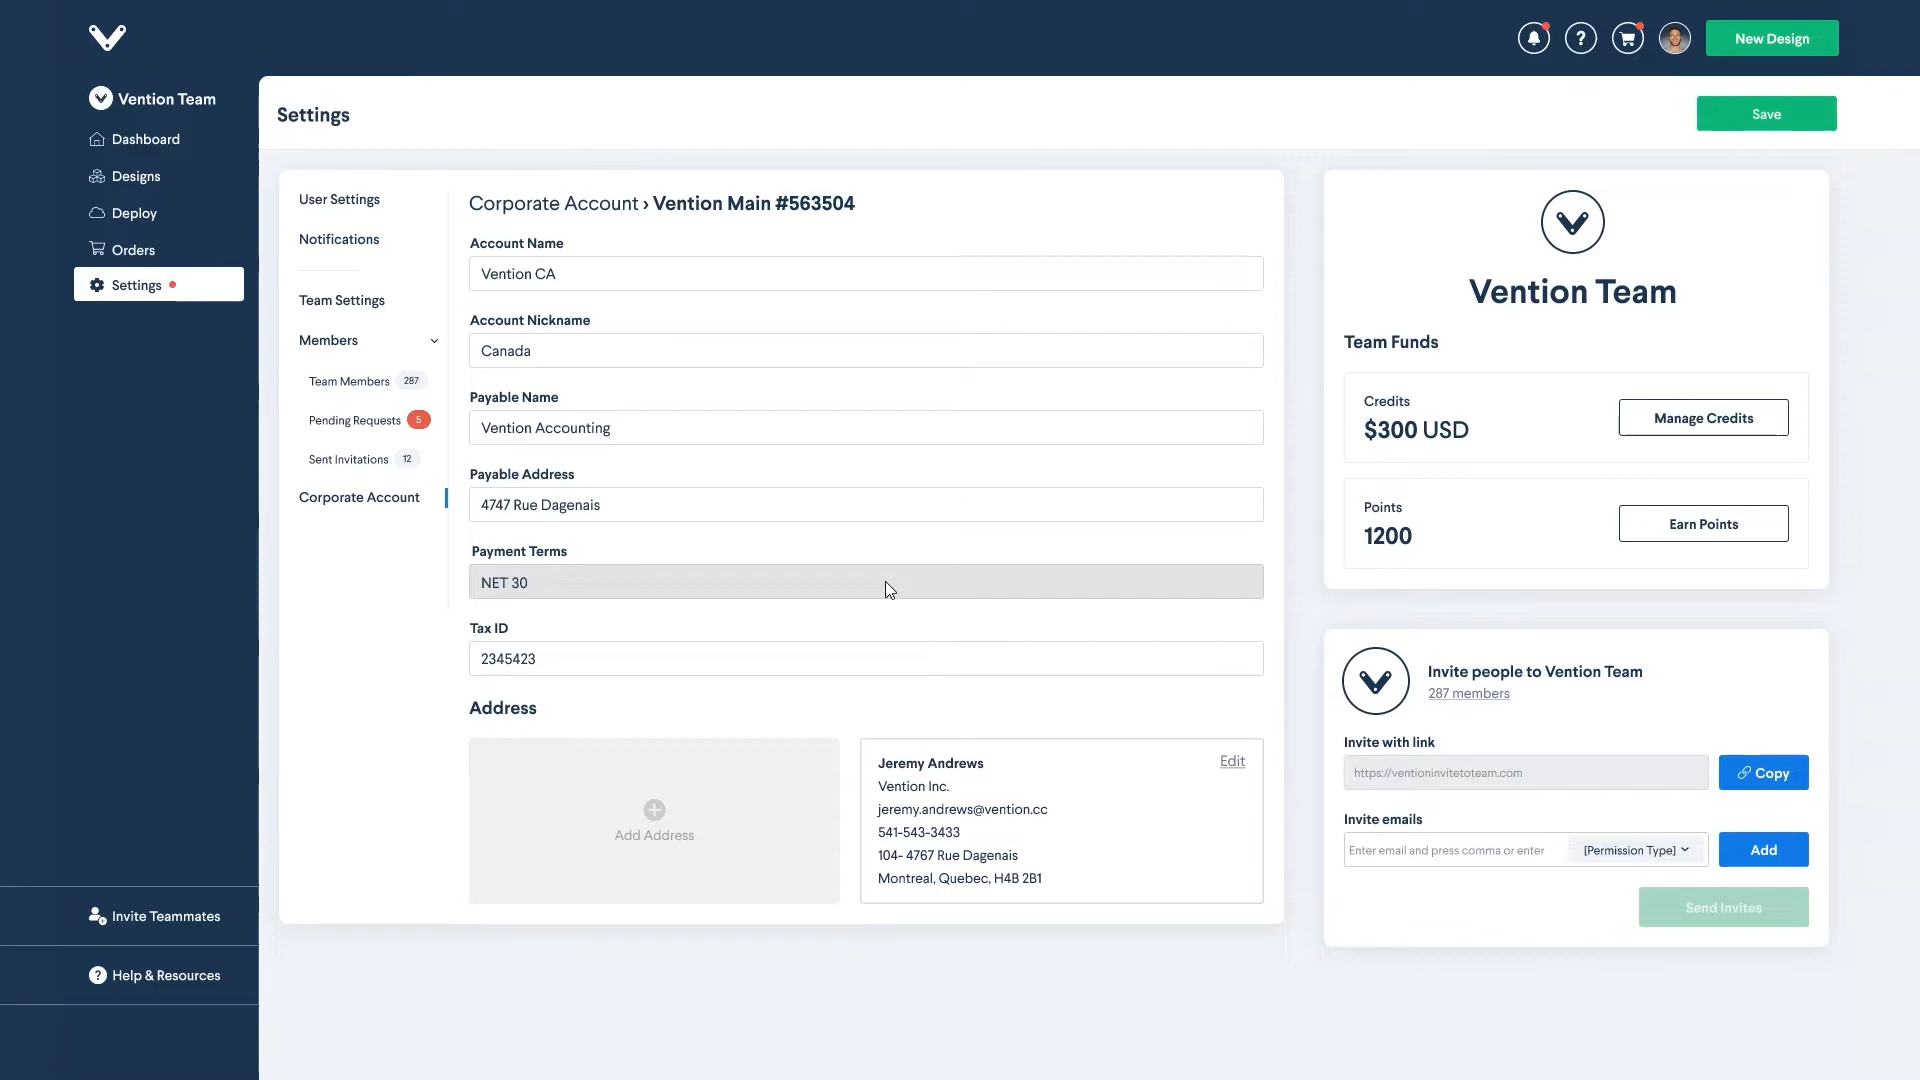 New Design
Vention Team
Dashboard
Designs
Deploy
Orders
Settings
Invite Teammates
? Help & Resources
Settings
Save
User Settings
Notifications
Team Settings
Members
Team Members 287
Pending Requests 5
Sent Invitations 12
Corporate Account
Corporate Account › Vention Main #563504
Account Name
Vention CA
Account Nickname
Canada
Payable Name
Vention Accounting
Payable Address
4747 Rue Dagenais
Payment Terms
NET 30
Tax ID
2345423
Address
Add Address
Jeremy Andrews Edit
Vention Inc.
jeremy.andrews@vention.cc
541-543-3433
104- 4767 Rue Dagenais
Montreal, Quebec, H4B 2B1
Vention Team
Team Funds
Credits
$300 USD
Manage Credits
Points
1200
Earn Points
Invite people to Vention Team
287 members
Invite with link
https://ventioninvitetoteam.com Copy
Invite emails
Enter email and press comma or enter [Permission Type] Add
Send Invites